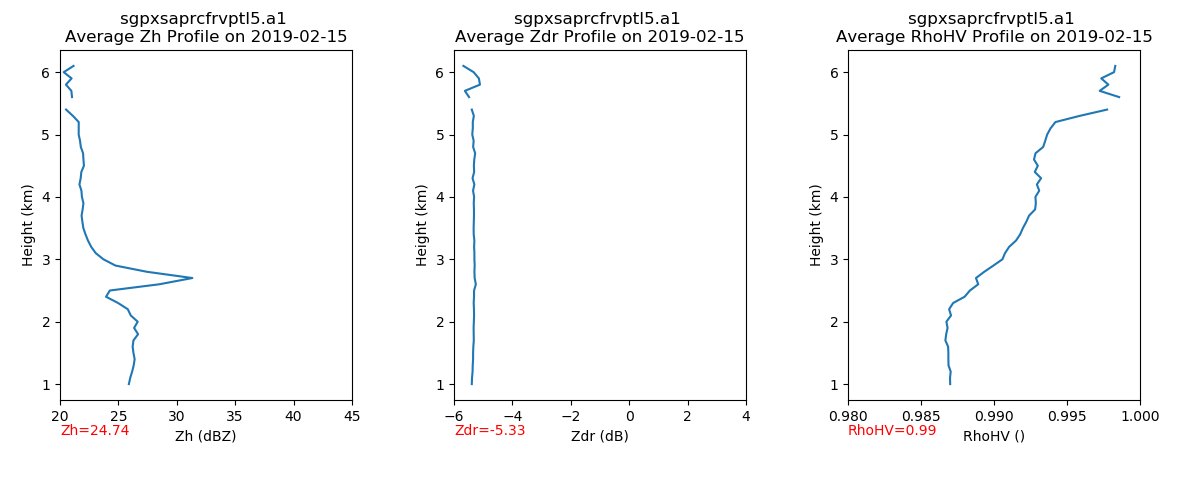 sgpxsaprcfrvptI5.a1
Average Zh Profile on 2019-02-15
6
5
4
3
2
1
Height (km)
20
25
30
35
40
45
Zh=24.74
Zh (dBZ)
sgpxsaprcfrvptI5.a1
Average Zdr Profile on 2019-02-15
6
5
4
3
2
1
Height (km)
−6
−4
−2
0
2
4
Zdr=-5.33
Zdr (dB)
sgpxsaprcfrvptI5.a1
Average RhoHV Profile on 2019-02-15
6
5
4
3
2
1
Height (km)
0.980
0.985
0.990
0.995
1.000
RhoHV=0.99
RhoHV ()